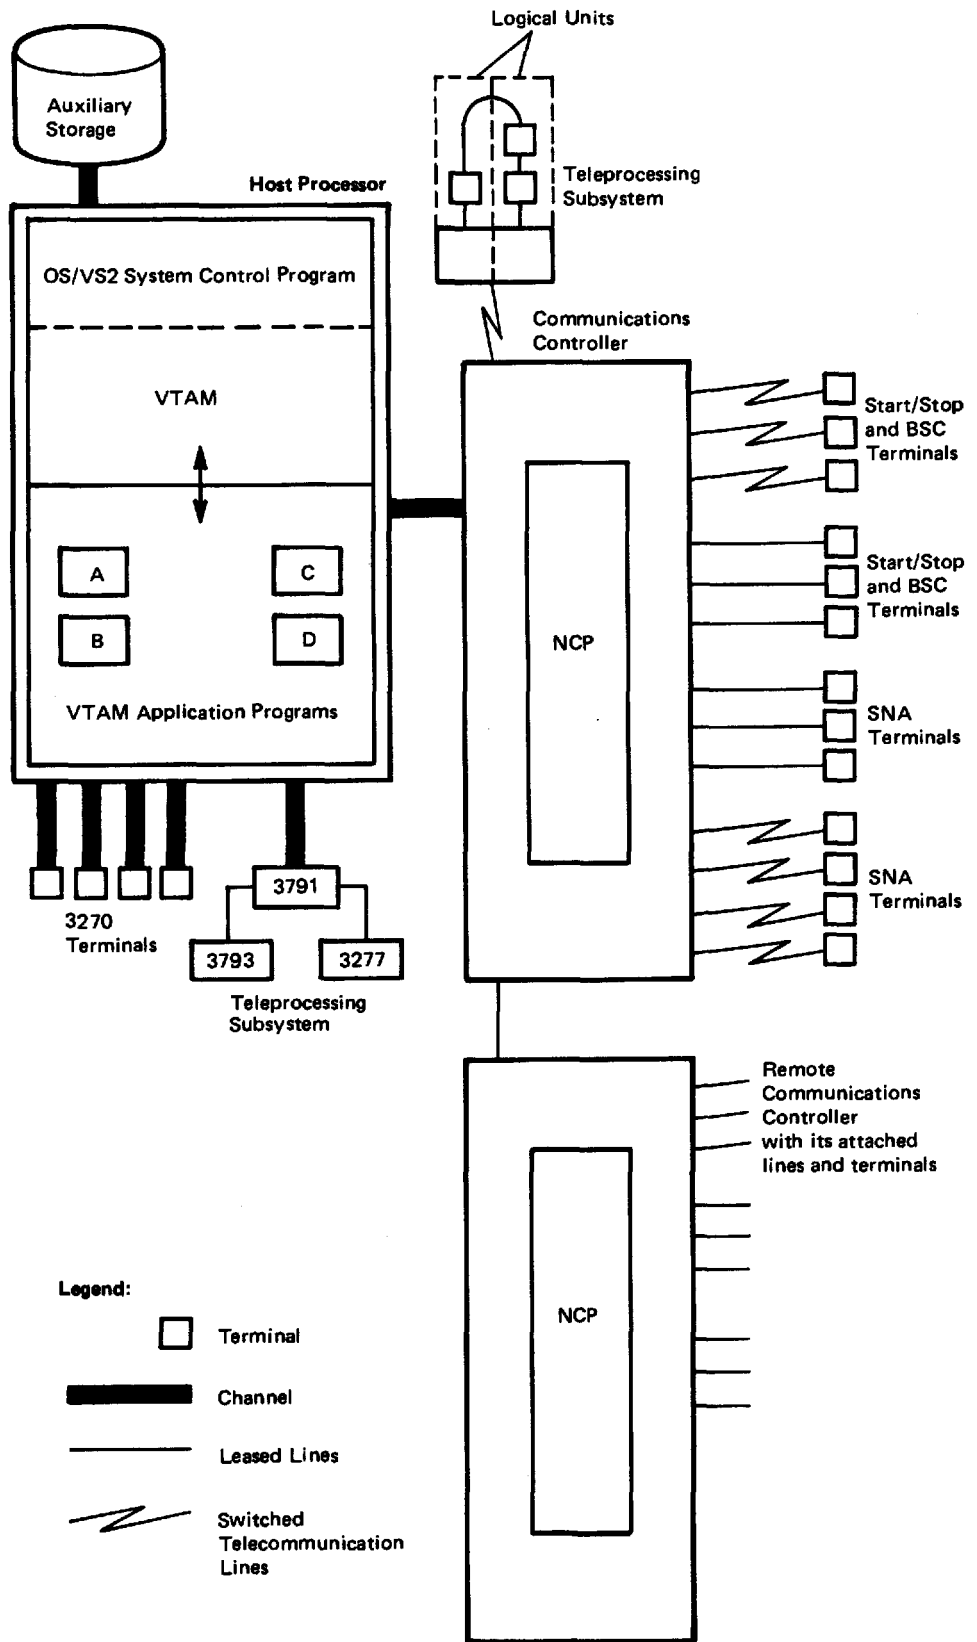 Logical Units
Auxiliary
Storage
Teleprocessing
Subsystem
Host Processor
OS/VS2 System Control Program
Communications
Controller
VTAM
Start/Stop
and BSC
Terminals
A
C
Start/Stop
and BSC
Terminals
B
D
NCP
VTAM Application Programs
SNA
Terminals
3791
SNA
Terminals
3270
Terminals
3793
3277
Teleprocessing
Subsystem
Remote
Communications
Controller
with its attached
lines and terminals
Legend:
NCP
Terminal
Channel
Leased Lines
Switched
Telecommunication
Lines